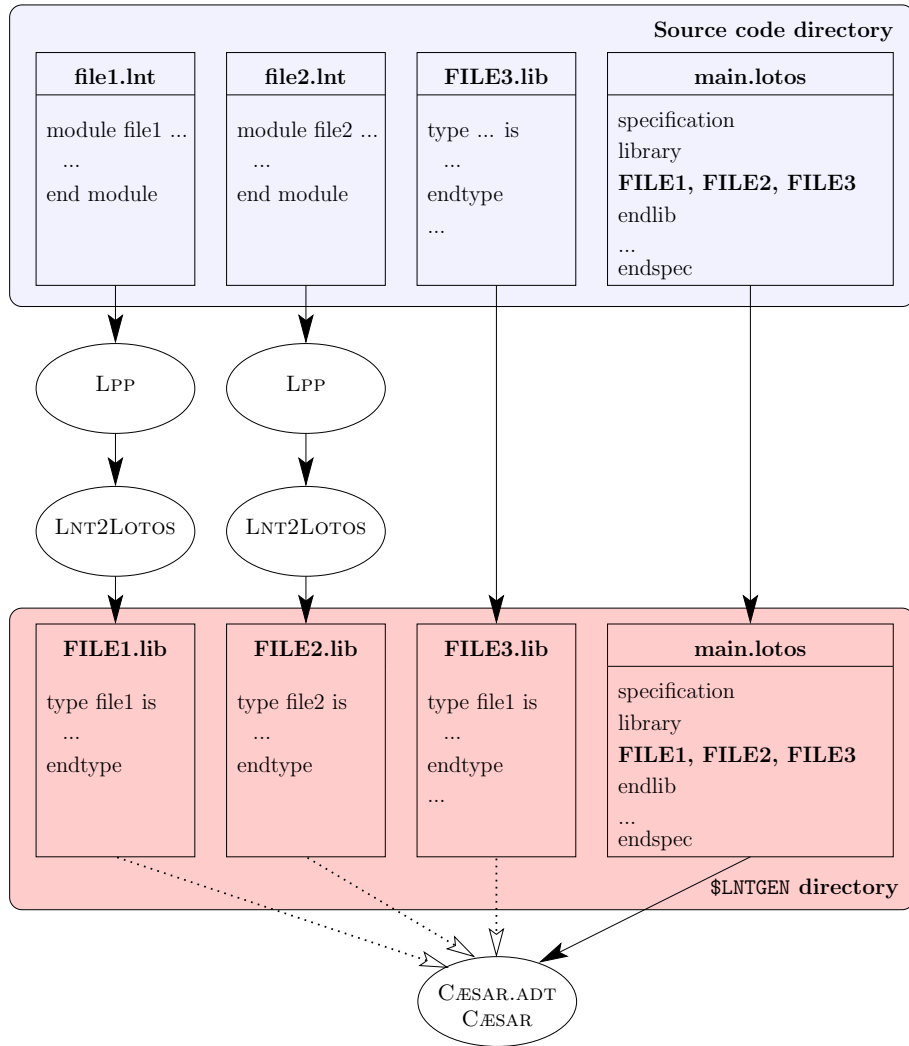 Source code directory
file1.lnt
module file1 ...
...
end module
file2.lnt
module file2 ...
...
end module
FILE3.lib
type ... is
...
endtype
...
main.lotos
specification
library
FILE1, FILE2, FILE3
endlib
...
endspec
LPP
LPP
LNT2LOTOS
LNT2LOTOS
FILE1.lib
type file1 is
...
endtype
FILE2.lib
type file2 is
...
endtype
FILE3.lib
type file1 is
...
endtype
...
main.lotos
specification
library
FILE1, FILE2, FILE3
endlib
...
endspec
$LNTGEN directory
CÆSAR.ADT
CÆSAR